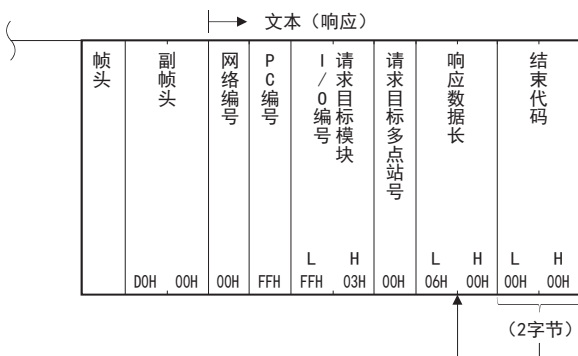 文本（响应）
帧头
副帧头
网络编号
PC编号
请求目标模块
I/O编号
请求目标多点站号
响应数据长
结束代码
L H L H L H
D0H 00H 00H FFH FFH 03H 00H 06H 00H 00H 00H
（2字节）